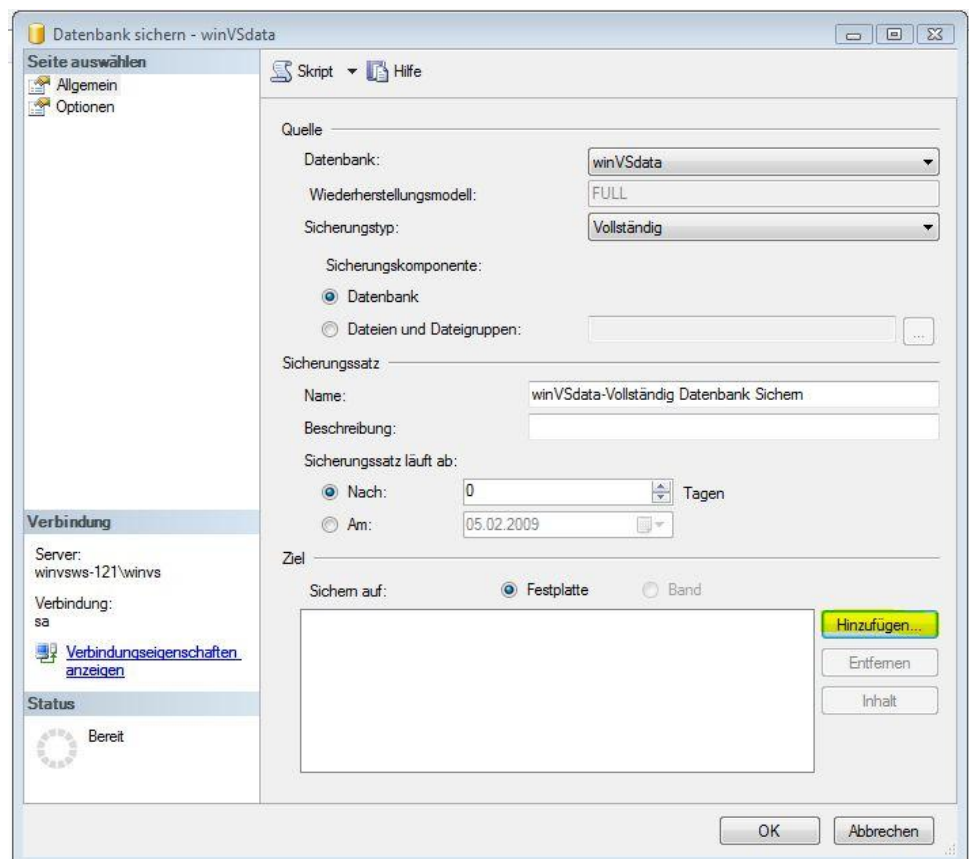 Datenbank sichern - winVSdata
Seite auswählen
Allgemein
Optionen
Skript
Hilfe
Quelle
Datenbank:
winVSdata
Wiederherstellungsmodell:
FULL
Sicherungstyp:
Vollständig
Sicherungskomponente:
Datenbank
Dateien und Dateigruppen:
...
Sicherungssatz
Name:
winVSdata-Vollständig Datenbank Sichern
Beschreibung:
Sicherungssatz läuft ab:
Nach:
0
Tagen
Am:
05.02.2009
Ziel
Sichern auf:
Festplatte
Band
Hinzufügen...
Entfernen
Inhalt
Verbindung
Server:
winvsws-121\winvs
Verbindung:
sa
Verbindungseigenschaften
anzeigen
Status
Bereit
OK
Abbrechen